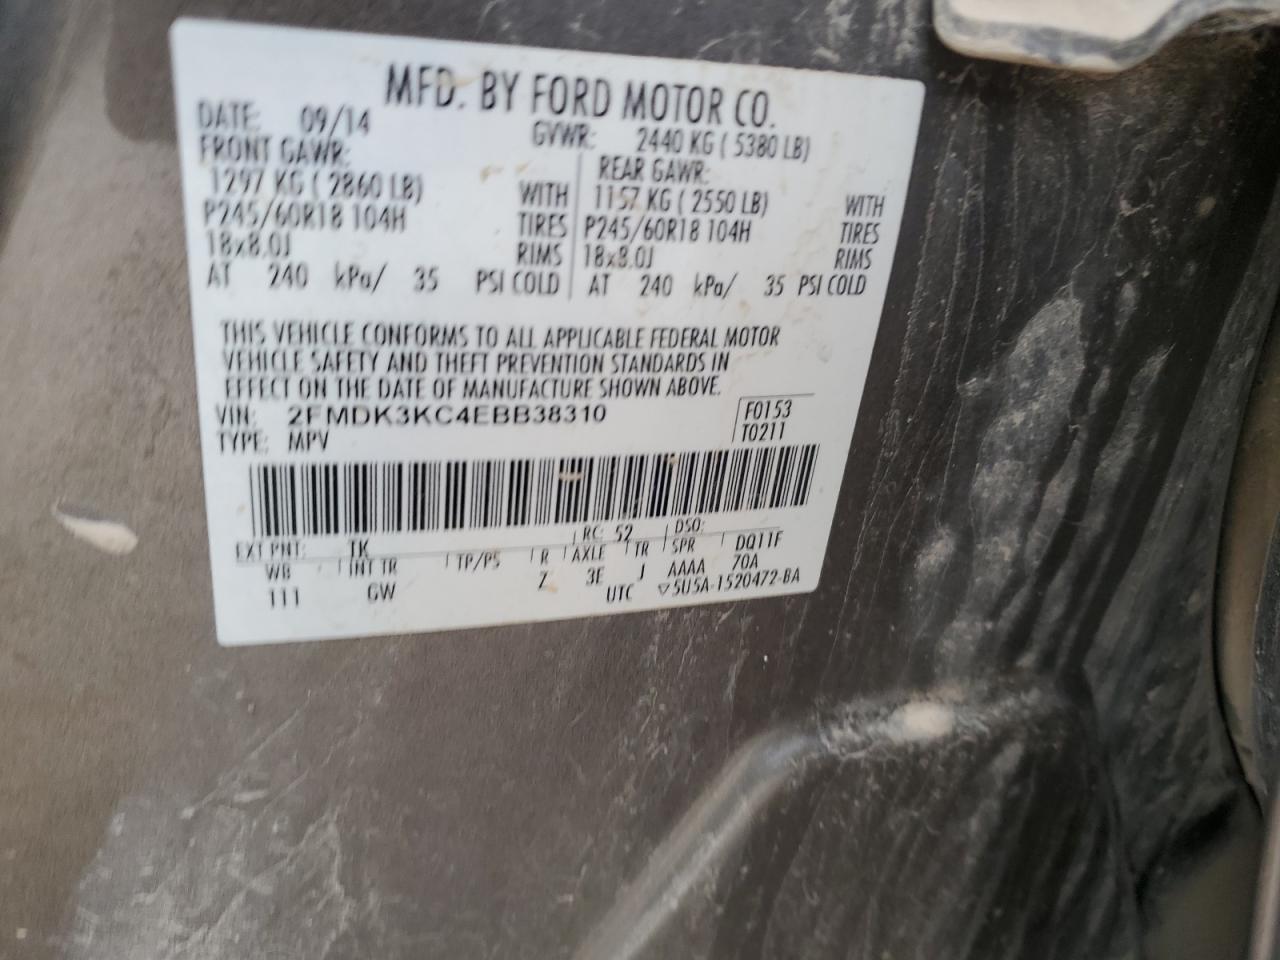 MFD. BY FORD MOTOR CO.
DATE: 09/14 GVWR: 2440 KG ( 5380 LB)
FRONT GAWR: REAR GAWR:
1297 KG ( 2860 LB) WITH 1157 KG ( 2550 LB) WITH
P245/60R18 104H TIRES P245/60R18 104H TIRES
18x8.0J RIMS 18x8.0J RIMS
AT 240 kPa/ 35 PSI COLD AT 240 kPa/ 35 PSI COLD
THIS VEHICLE CONFORMS TO ALL APPLICABLE FEDERAL MOTOR
VEHICLE SAFETY AND THEFT PREVENTION STANDARDS IN
EFFECT ON THE DATE OF MANUFACTURE SHOWN ABOVE.
VIN: 2FMDK3KC4EBB38310 F0153
TYPE: MPV T0211
EXT PNT: TK RC: 52 DSO:
WB INT TR TP/PS R AXLE TR SPR DQ11F
111 GW Z 3E J AAAA 70A
UTC ▽5U5A-1520472-BA